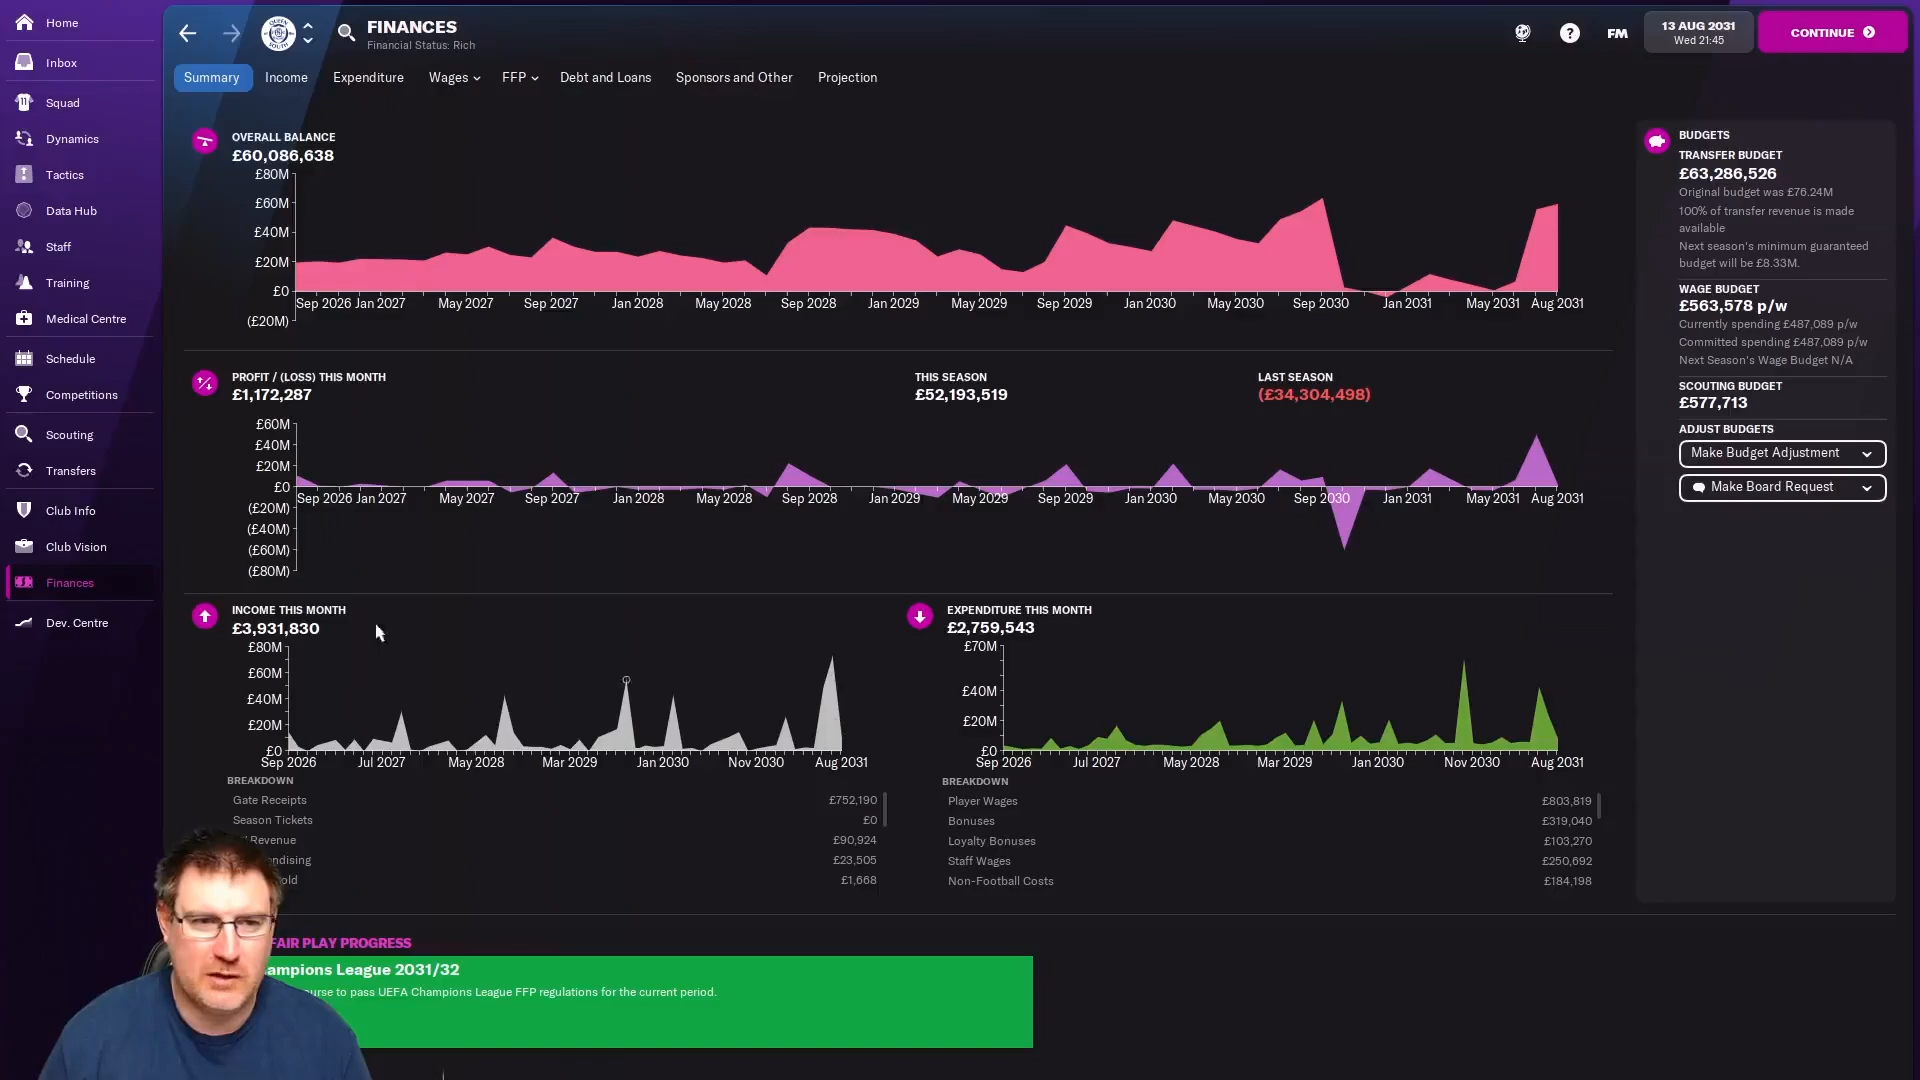 Home
Inbox
Squad
Dynamics
Tactics
Data Hub
Staff
Training
Medical Centre
Schedule
Competitions
Scouting
Transfers
Club Info
Club Vision
Finances
Dev. Centre
FINANCES
Financial Status: Rich
FM
13 AUG 2031
Wed 21:45
CONTINUE
Summary
Income
Expenditure
Wages
FFP
Debt and Loans
Sponsors and Other
Projection
OVERALL BALANCE
£60,086,638
£80M
£60M
£40M
£20M
£0
(£20M)
Sep 2026 Jan 2027 May 2027 Sep 2027 Jan 2028 May 2028 Sep 2028 Jan 2029 May 2029 Sep 2029 Jan 2030 May 2030 Sep 2030 Jan 2031 May 2031 Aug 2031
PROFIT / (LOSS) THIS MONTH
£1,172,287
THIS SEASON
£52,193,519
LAST SEASON
(£34,304,498)
£60M
£40M
£20M
£0
(£20M)
(£40M)
(£60M)
(£80M)
Sep 2026 Jan 2027 May 2027 Sep 2027 Jan 2028 May 2028 Sep 2028 Jan 2029 May 2029 Sep 2029 Jan 2030 May 2030 Sep 2030 Jan 2031 May 2031 Aug 2031
INCOME THIS MONTH
£3,931,830
£80M
£60M
£40M
£20M
£0
Sep 2026 Jul 2027 May 2028 Mar 2029 Jan 2030 Nov 2030 Aug 2031
BREAKDOWN
Gate Receipts £752,190
Season Tickets £0
Revenue £90,924
£23,505
£1,668
EXPENDITURE THIS MONTH
£2,759,543
£70M
£40M
£20M
£0
Sep 2026 Jul 2027 May 2028 Mar 2029 Jan 2030 Nov 2030 Aug 2031
BREAKDOWN
Player Wages £803,819
Bonuses £319,040
Loyalty Bonuses £103,270
Staff Wages £250,692
Non-Football Costs £184,198
FAIR PLAY PROGRESS
League 2031/32
to pass UEFA Champions League FFP regulations for the current period.
BUDGETS
TRANSFER BUDGET
£63,286,526
Original budget was £76.24M
100% of transfer revenue is made
available
Next season's minimum guaranteed
budget will be £8.33M.
WAGE BUDGET
£563,578 p/w
Currently spending £487,089 p/w
Committed spending £487,089 p/w
Next Season's Wage Budget N/A
SCOUTING BUDGET
£577,713
ADJUST BUDGETS
Make Budget Adjustment
Make Board Request